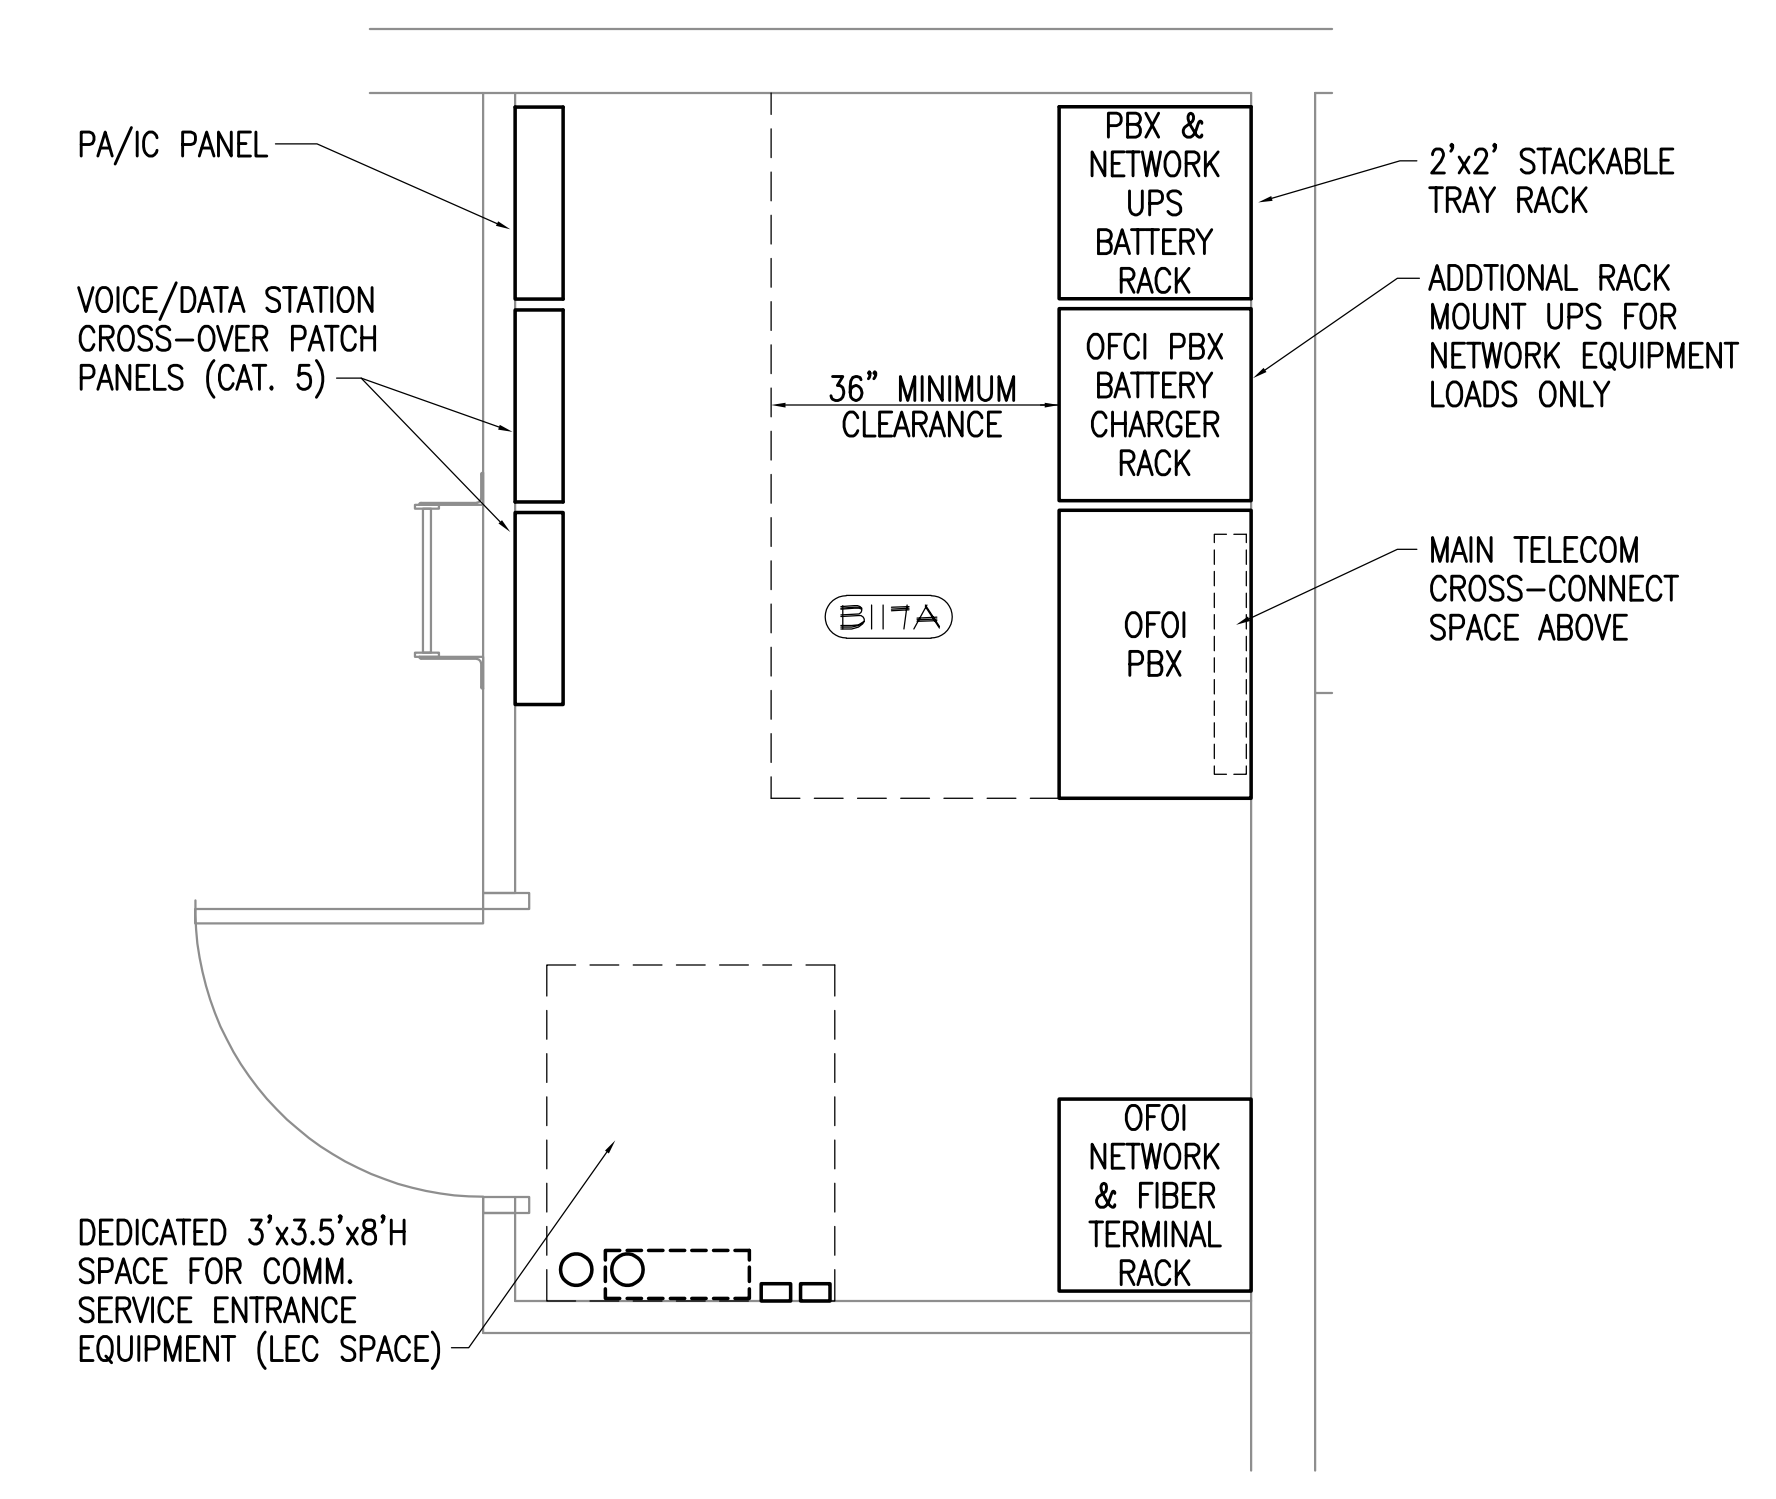 PA/IC PANEL
VOICE/DATA STATION
CROSS-OVER PATCH
PANELS (CAT. 5)
PBX &
NETWORK
UPS
BATTERY
RACK
OFCI PBX
BATTERY
CHARGER
RACK
36" MINIMUM
CLEARANCE
B117A
OFOI
PBX
2'x2' STACKABLE
TRAY RACK
ADDTIONAL RACK
MOUNT UPS FOR
NETWORK EQUIPMENT
LOADS ONLY
MAIN TELECOM
CROSS-CONNECT
SPACE ABOVE
DEDICATED 3'x3.5'x8'H
SPACE FOR COMM.
SERVICE ENTRANCE
EQUIPMENT (LEC SPACE)
OFOI
NETWORK
& FIBER
TERMINAL
RACK